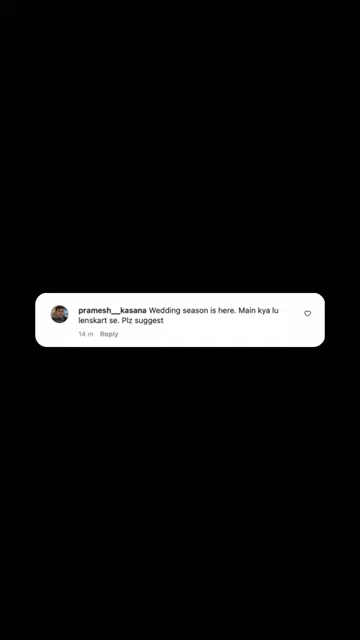 pramesh__kasana Wedding season is here. Main kya lu
lenskart se. Plz suggest
14 m Reply